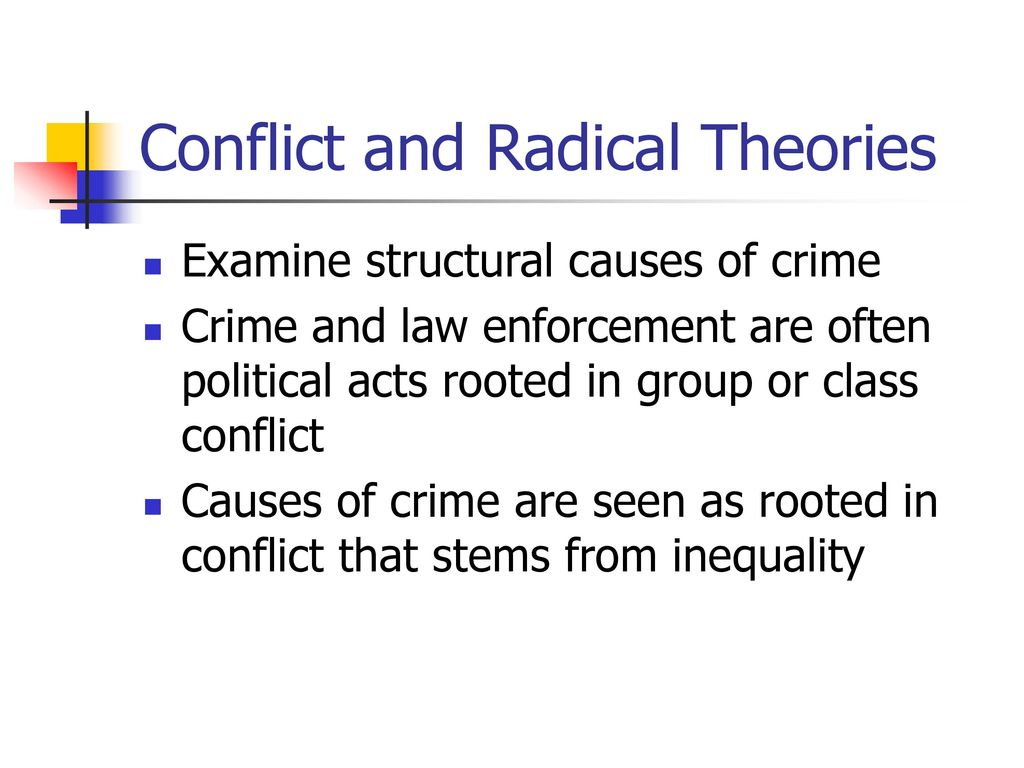 Conflict and Radical Theories
Examine structural causes of crime
Crime and law enforcement are often
political acts rooted in group or class
conflict
Causes of crime are seen as rooted in
conflict that stems from inequality